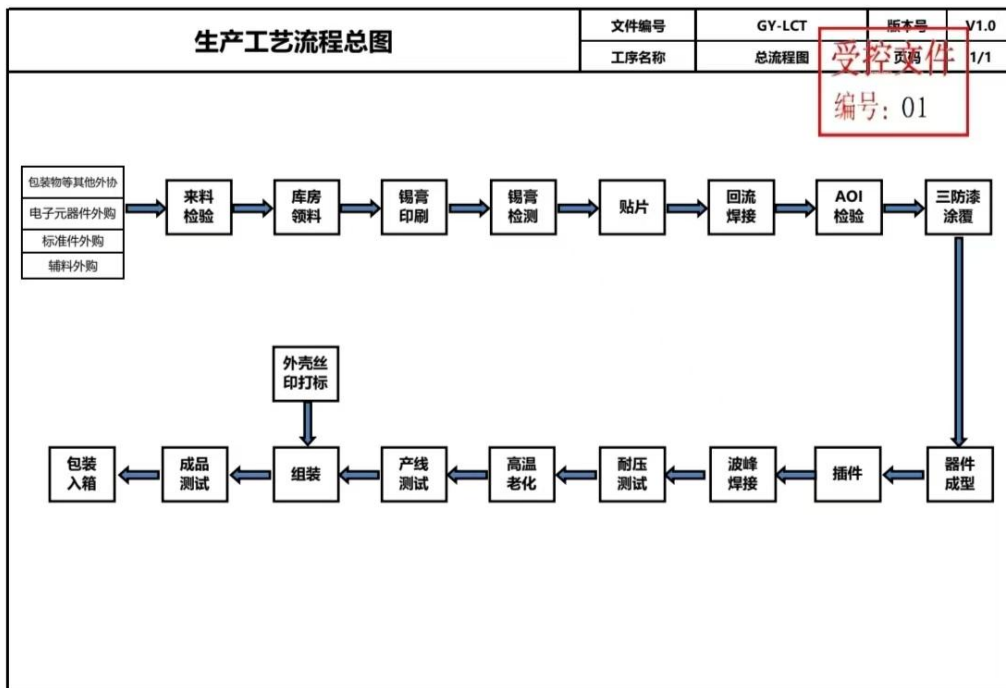 生产工艺流程总图
文件编号 GY-LCT 版本号 V1.0
工序名称 总流程图 页码 1/1
受控文件
编号: 01
包装物等其他外协
电子元器件外购
标准件外购
辅料外购
来料
检验
库房
领料
锡膏
印刷
锡膏
检测
贴片
回流
焊接
AOI
检验
三防漆
涂覆
外壳丝
印打标
包装
入箱
成品
测试
组装
产线
测试
高温
老化
耐压
测试
波峰
焊接
插件
器件
成型